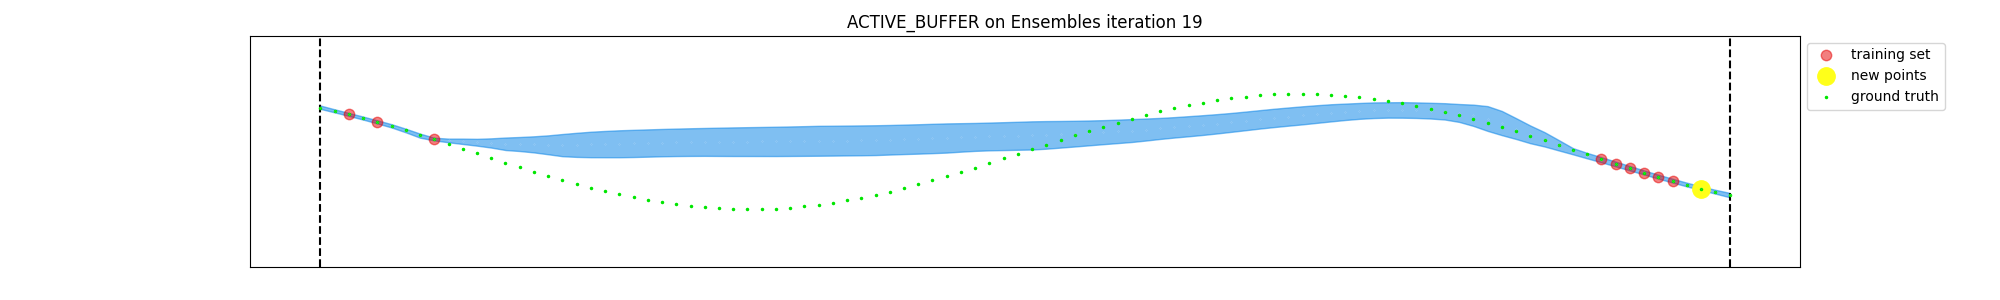 ACTIVE_BUFFER on Ensembles iteration 19
training set
new points
ground truth